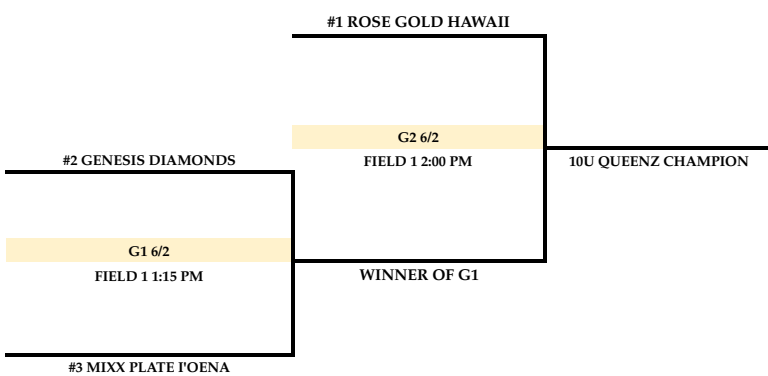 #1 ROSE GOLD HAWAII
G2 6/2
#2 GENESIS DIAMONDS
FIELD 1 2:00 PM
10U QUEENZ CHAMPION
G1 6/2
FIELD 1 1:15 PM
WINNER OF G1
#3 MIXX PLATE I'OENA